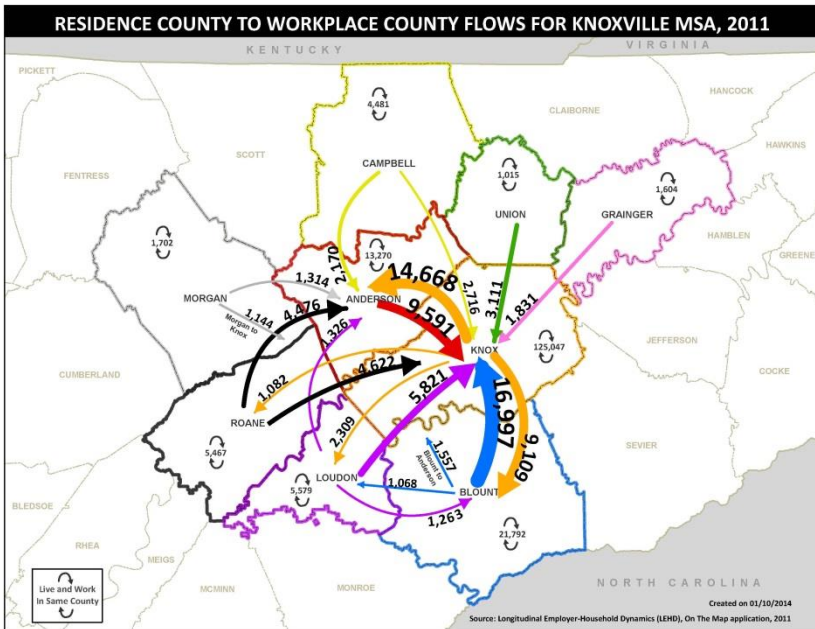 RESIDENCE COUNTY TO WORKPLACE COUNTY FLOWS FOR KNOXVILLE MSA, 2011
KENTUCKY
VIRGINIA
PICKETT
4,481
CLAIBORNE
HANCOCK
SCOTT
HAWKINS
FENTRESS
CAMPBELL
1,015
1,604
UNION
GRAINGER
1,702
13,270
HAMBLEN
GREENE
2,170
14,668
2,716
3,111
1,831
1,314
MORGAN
ANDERSON
1,144
Morgan to
Knox
4,476
9,591
1,326
125,047
JEFFERSON
KNOX
CUMBERLAND
4,622
COCKE
1,082
5,821
16,997
ROANE
2,309
9,109
5,467
1,557
Blount to
Anderson
SEVIER
LOUDON
1,068
BLOUNT
5,579
1,263
BLEDSOE
21,792
RHEA
MEIGS
MCMINN
MONROE
NORTH CAROLINA
Live and Work
In Same County
Created on 01/10/2014
Source: Longitudinal Employer-Household Dynamics (LEHD), On The Map application, 2011